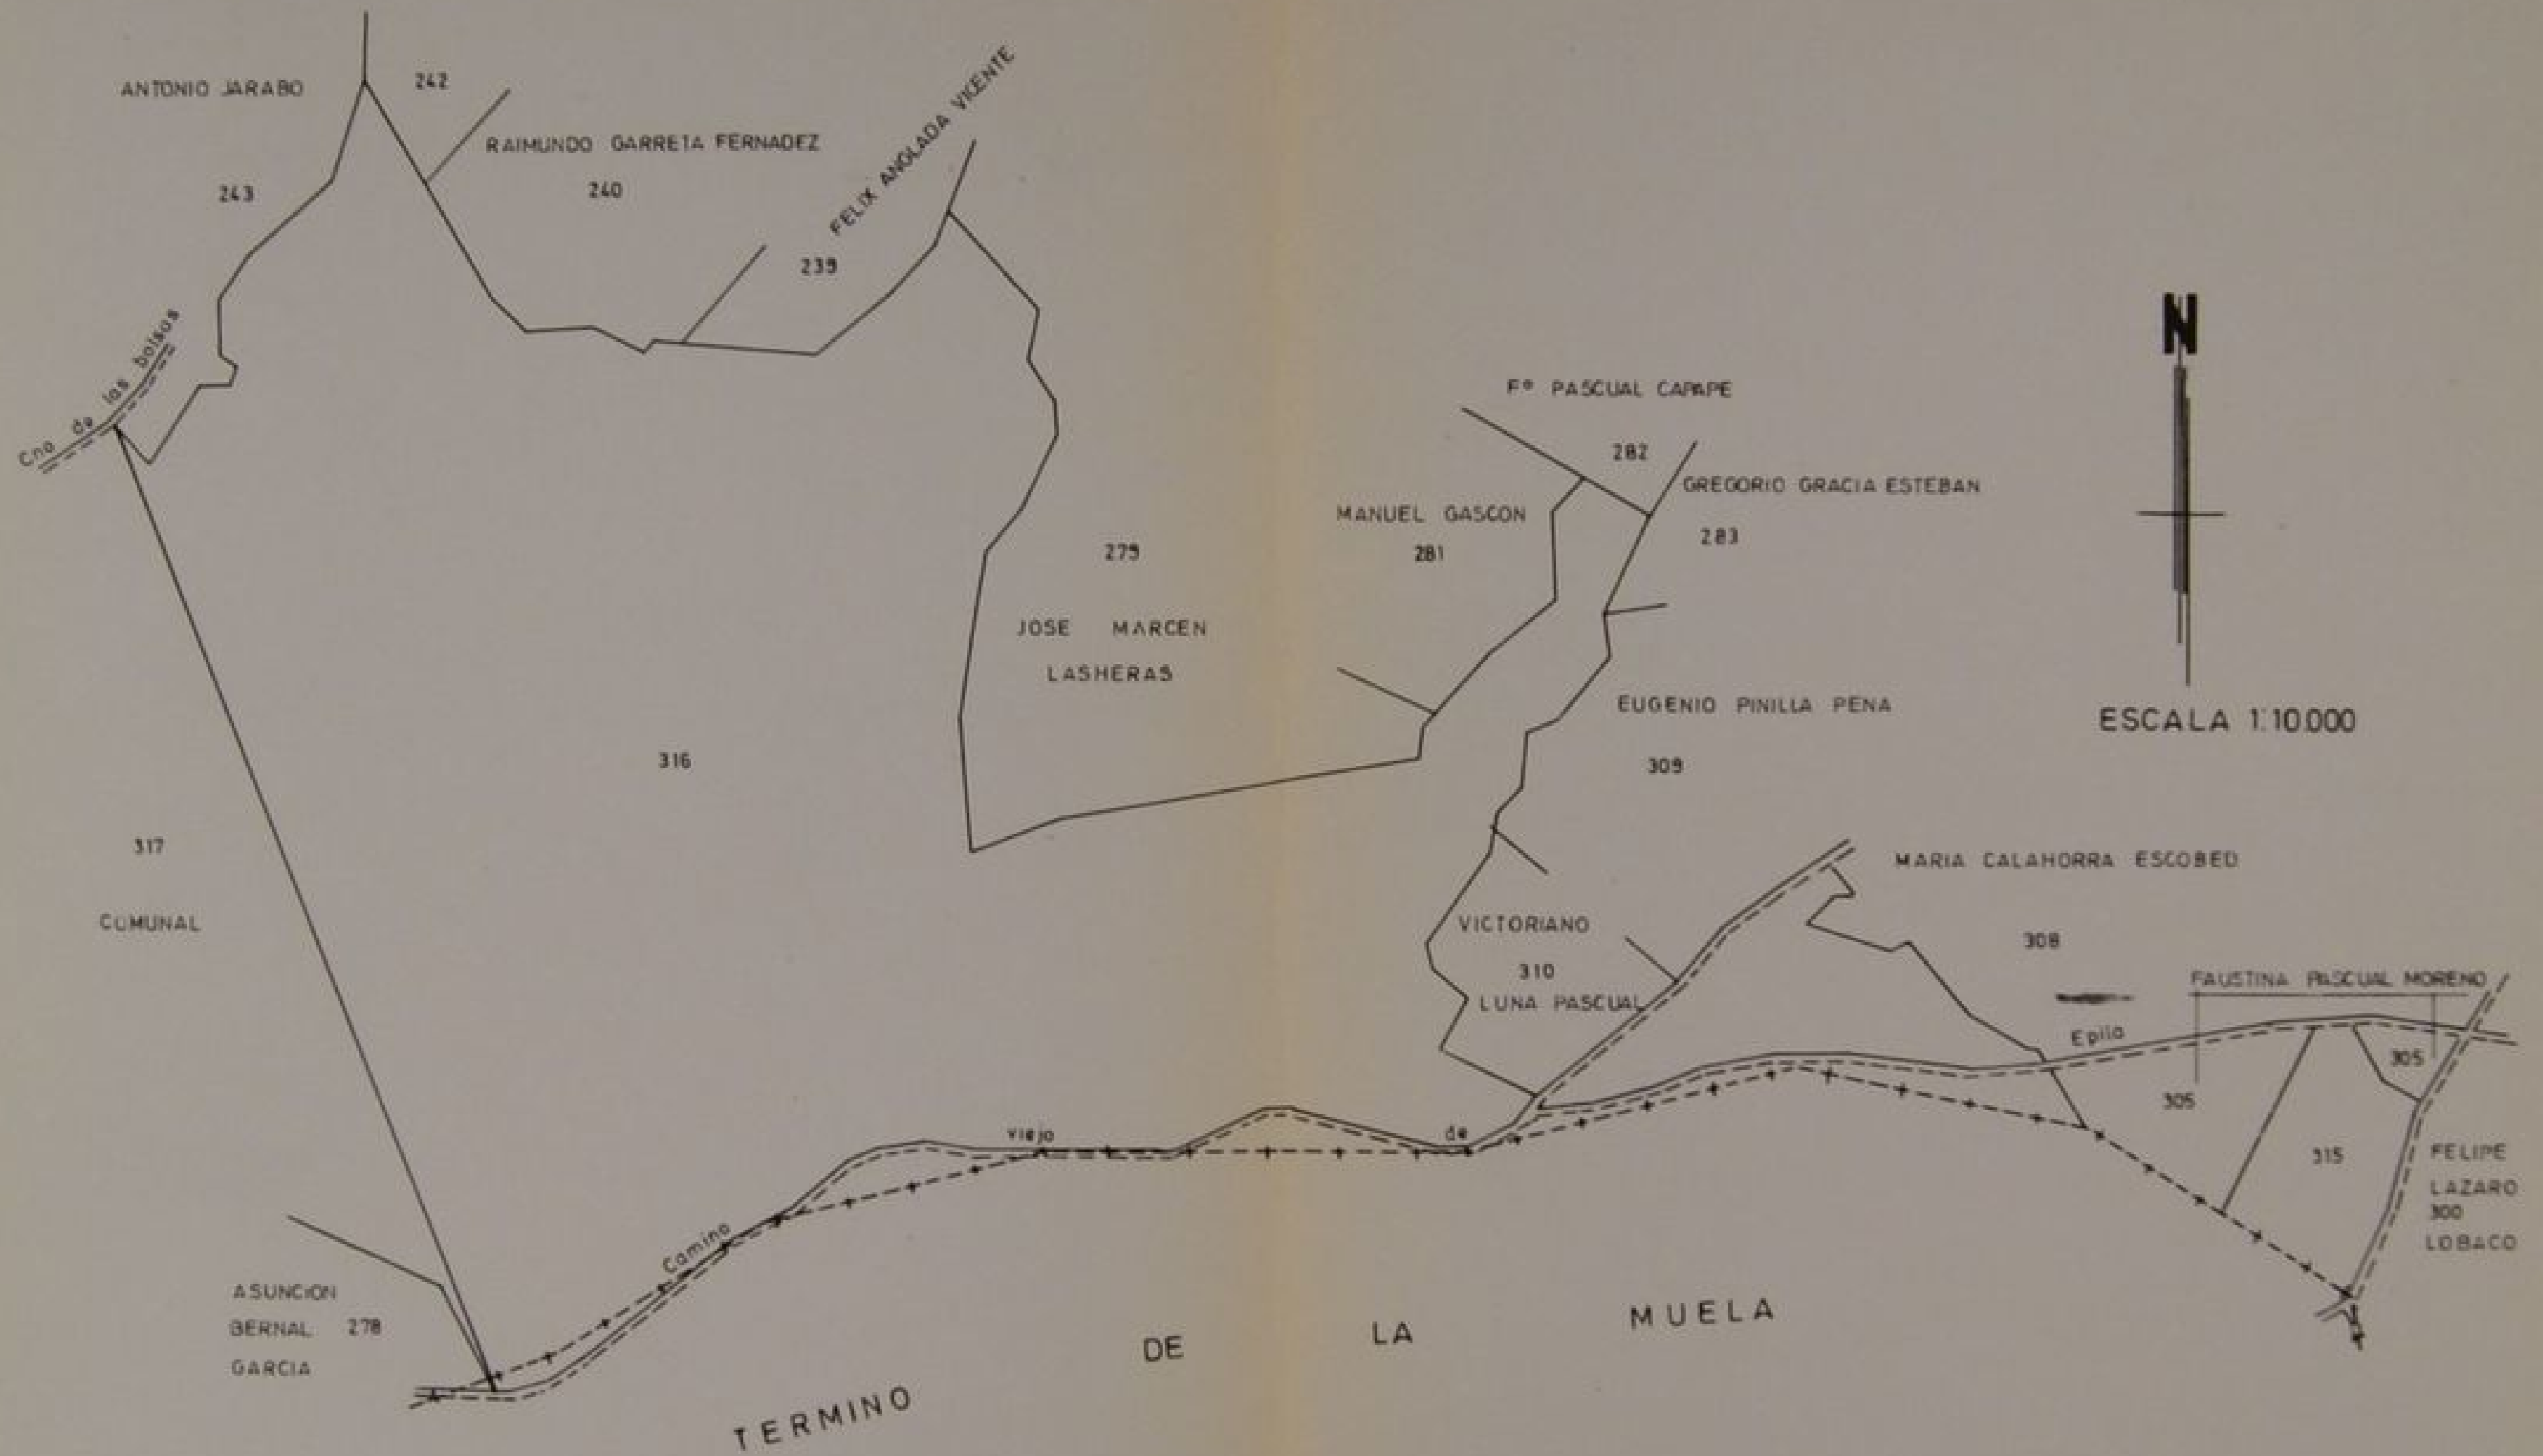 ANTONIO JARABO
242
RAIMUNDO GARRETA FERNADEZ
240
243
FELIX ANGLADA VICENTE
239
Cno de las bolsas
N
Fº PASCUAL CAPAPE
282
GREGORIO GRACIA ESTEBAN
283
MANUEL GASCON
281
279
JOSE MARCEN
LASHERAS
EUGENIO PINILLA PENA
309
ESCALA 1:10.000
316
317
COMUNAL
MARIA CALAHORRA ESCOBED
308
VICTORIANO
310
LUNA PASCUAL
FAUSTINA PASCUAL MORENO
Camino viejo de Epila
305
305
315
FELIPE
LAZARO
300
LOBACO
ASUNCION
BERNAL 278
GARCIA
TERMINO DE LA MUELA